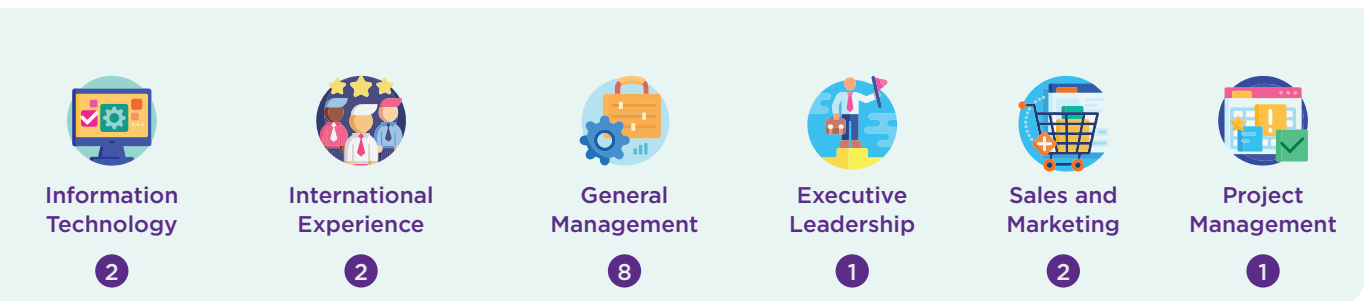 Information
Technology
2
International
Experience
2
General
Management
8
Executive
Leadership
1
Sales and
Marketing
2
Project
Management
1